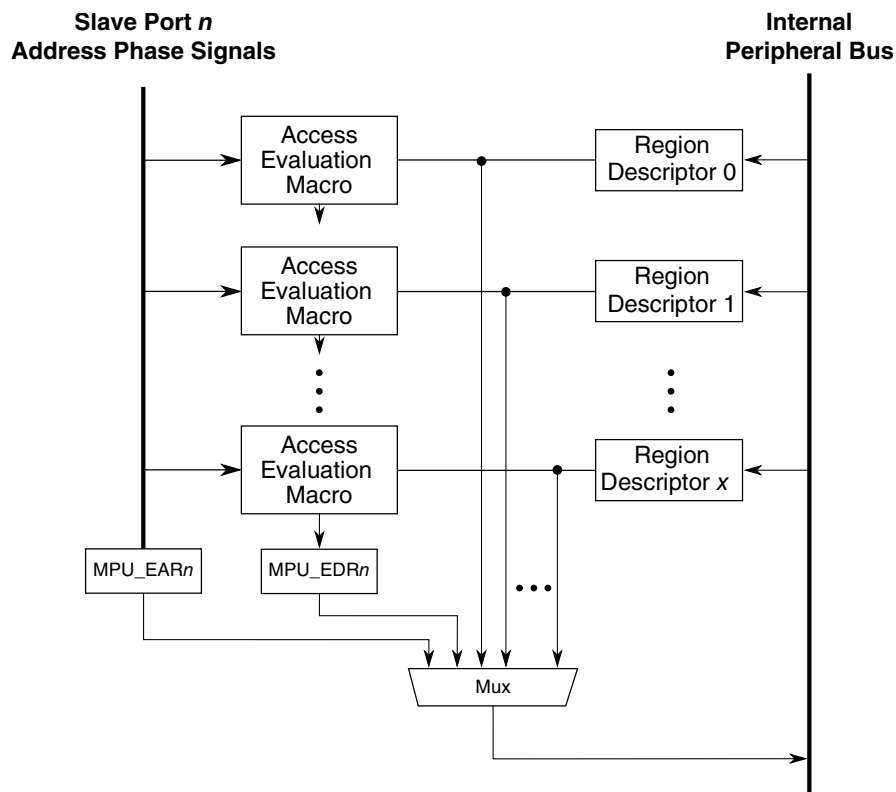 Slave Port n
Address Phase Signals
Internal
Peripheral Bus
Access
Evaluation
Macro
Region
Descriptor 0
Access
Evaluation
Macro
Region
Descriptor 1
Access
Evaluation
Macro
Region
Descriptor x
MPU_EARn
MPU_EDRn
Mux